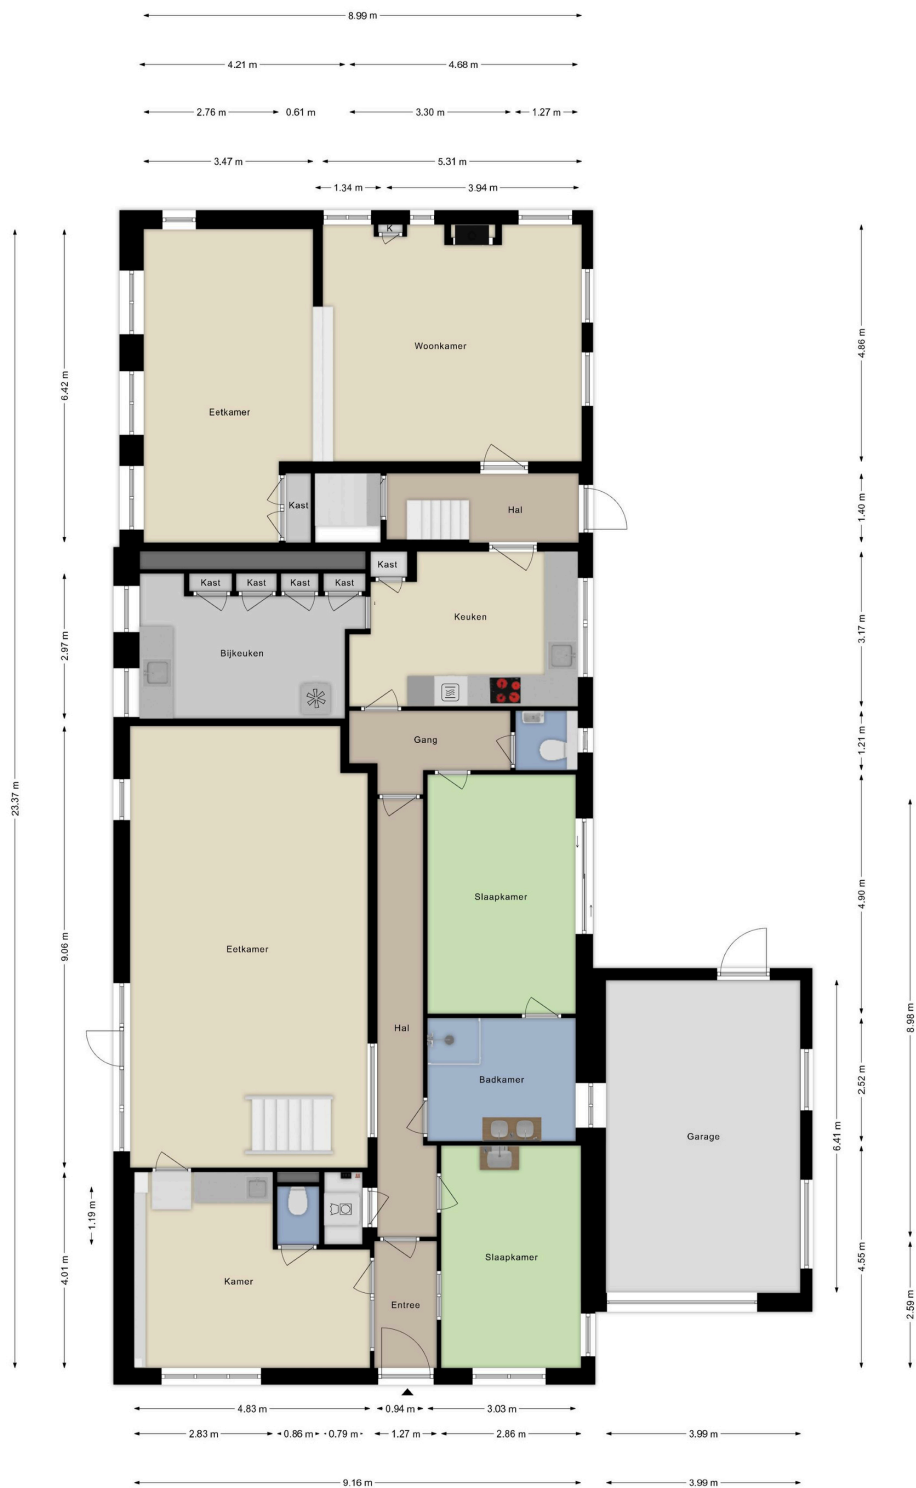 8.99 m
4.21 m
4.68 m
2.76 m
0.61 m
3.30 m
1.27 m
3.47 m
5.31 m
1.34 m
3.94 m
K
Woonkamer
4.86 m
6.42 m
Eetkamer
Kast
Hal
1.40 m
Kast
Kast
Kast
Kast
Kast
Keuken
3.17 m
2.97 m
Bijkeuken
Gang
1.21 m
23.37 m
9.06 m
Eetkamer
Slaapkamer
4.90 m
Hal
8.98 m
Badkamer
2.52 m
Garage
6.41 m
1.19 m
4.01 m
Kamer
Entree
Slaapkamer
4.55 m
2.59 m
4.83 m
0.94 m
3.03 m
2.83 m
0.86 m
0.79 m
1.27 m
2.86 m
3.99 m
9.16 m
3.99 m